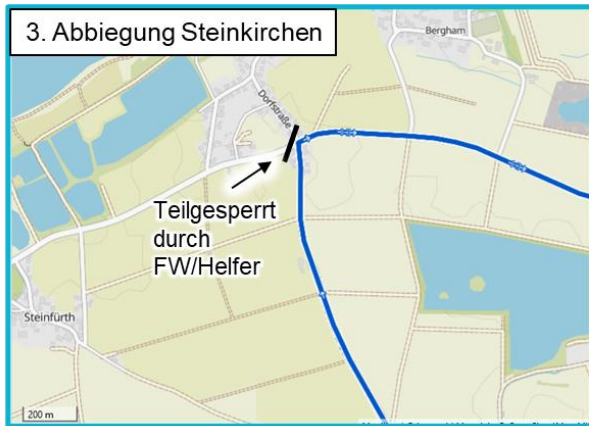 3. Abbiegung Steinkirchen
Bergham
Dorfstraße
Teilgesperrt
durch
FW/Helfer
Steinfürth
200 m